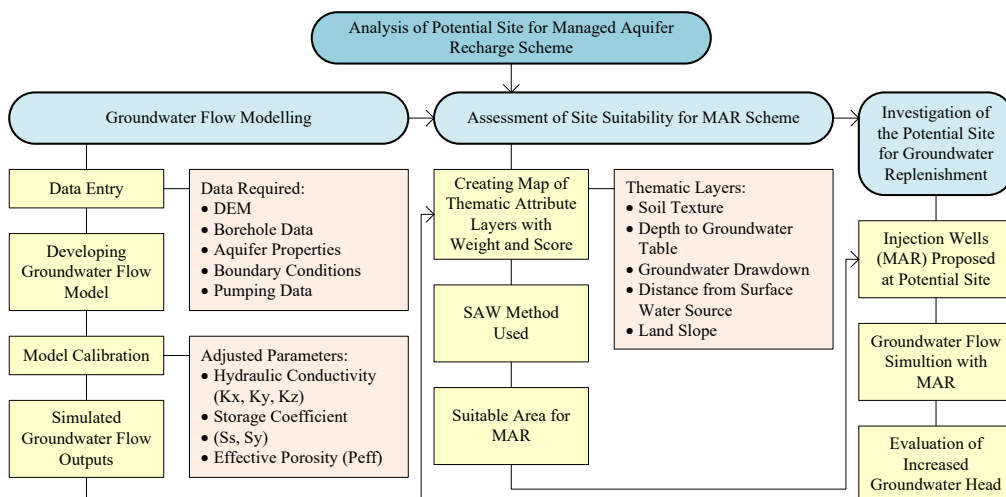 Analysis of Potential Site for Managed Aquifer
Recharge Scheme
Groundwater Flow Modelling
Data Entry
Developing
Groundwater Flow
Model
Model Calibration
Simulated
Groundwater Flow
Outputs
Data Required:
• DEM
• Borehole Data
• Aquifer Properties
• Boundary Conditions
• Pumping Data
Adjusted Parameters:
• Hydraulic Conductivity
(Kx, Ky, Kz)
• Storage Coefficient
• (Ss, Sy)
• Effective Porosity (Peff)
Assessment of Site Suitability for MAR Scheme
Creating Map of
Thematic Attribute
Layers with
Weight and Score
SAW Method
Used
Suitable Area for
MAR
Thematic Layers:
• Soil Texture
• Depth to Groundwater
Table
• Groundwater Drawdown
• Distance from Surface
Water Source
• Land Slope
Investigation of
the Potential Site
for Groundwater
Replenishment
Injection Wells
(MAR) Proposed
at Potential Site
Groundwater Flow
Simultion with
MAR
Evaluation of
Increased
Groundwater Head